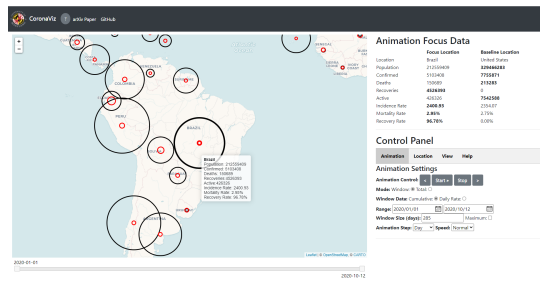 CoronaViz
arXiv Paper GitHub
+
−
COLOMBIA
PERU
BRAZIL
Brazil
Population: 212559409
Confirmed: 5103408
Deaths: 150689
Recoveries: 4526393
Active: 426326
Incidence Rate: 2400.93
Mortality Rate: 2.95%
Recovery Rate: 96.70%
Leaflet | © OpenStreetMap © CARTO
2020-01-01
2020-10-12
Animation Focus Data
Focus Location Baseline Location
Location Brazil United States
Population 212559409 329466283
Confirmed 5103408 7755871
Deaths 150689 213283
Recoveries 4526393 0
Active 426326 7542588
Incidence Rate 2400.93 2354.07
Mortality Rate 2.95% 2.75%
Recovery Rate 96.70% 0.00%
Control Panel
Animation Location View Help
Animation Settings
Animation Control: Start Stop
Mode: Window Total:
Window Data: Cumulative: Daily Rate:
Range: 2020/01/01 2020/10/12
Window Size (days): 285 Maximum:
Animation Step: Day Speed: Normal